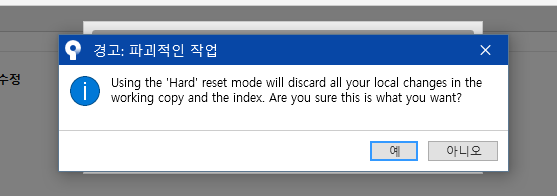 경고: 파괴적인 작업
수정
Using the 'Hard' reset mode will discard all your local changes in the
working copy and the index. Are you sure this is what you want?
예
아니오